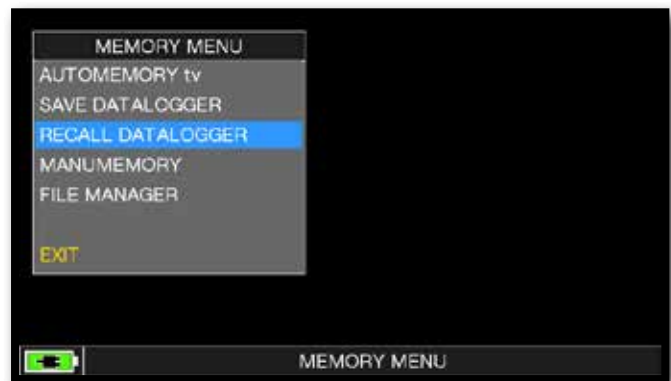 MEMORY MENU
AUTOMEMORY tv
SAVE DATALOGGER
RECALL DATALOGGER
MANUMEMORY
FILE MANAGER
EXIT
MEMORY MENU